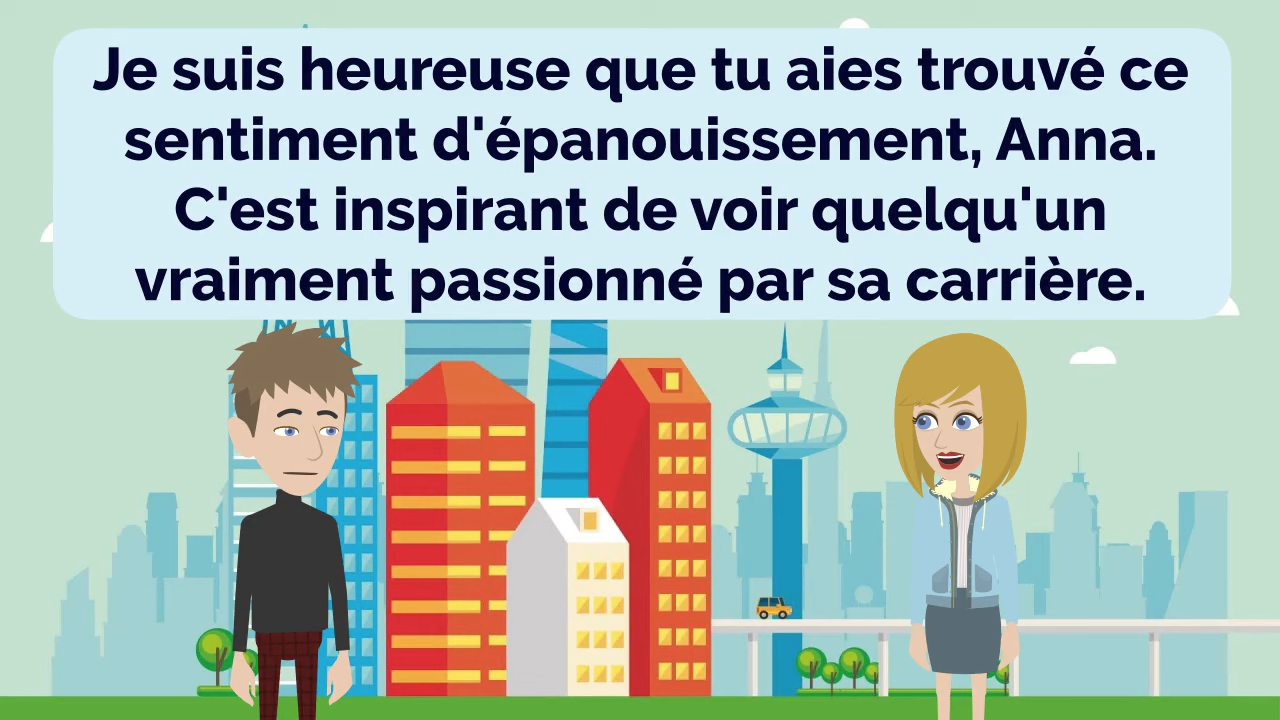 Je suis heureuse que tu aies trouvé ce
sentiment d'épanouissement, Anna.
C'est inspirant de voir quelqu'un
vraiment passionné par sa carrière.